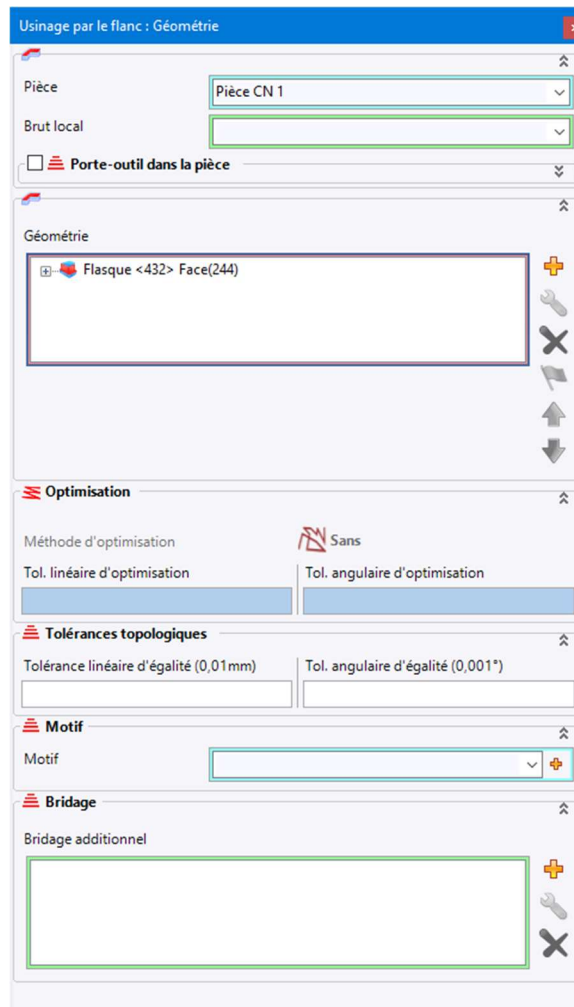 Usinage par le flanc : Géométrie
Pièce
Pièce CN 1
Brut local
Porte-outil dans la pièce
Géométrie
Flasque <432> Face(244)
Optimisation
Méthode d'optimisation
Sans
Tol. linéaire d'optimisation
Tol. angulaire d'optimisation
Tolérances topologiques
Tolérance linéaire d'égalité (0,01mm)
Tol. angulaire d'égalité (0,001°)
Motif
Motif
Bridage
Bridage additionnel